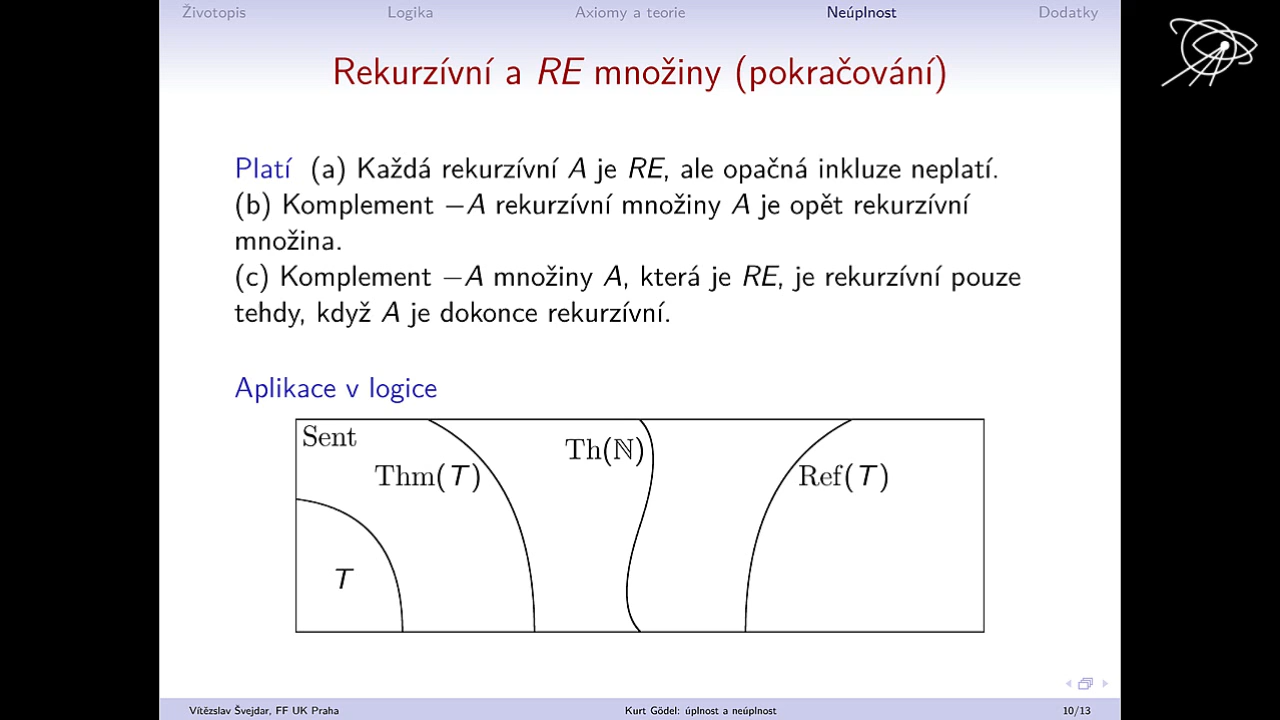 Životopis Logika Axiomy a teorie Neúplnost Dodatky
Rekurzívní a RE množiny (pokračování)
Platí (a) Každá rekurzívní A je RE, ale opačná inkluze neplatí.
(b) Komplement −A rekurzívní množiny A je opět rekurzívní
množina.
(c) Komplement −A množiny A, která je RE, je rekurzívní pouze
tehdy, když A je dokonce rekurzívní.
Aplikace v logice
Sent
Thm(T)
Th(ℕ)
Ref(T)
T
Vítězslav Švejdar, FF UK Praha Kurt Gödel: úplnost a neúplnost 10/13